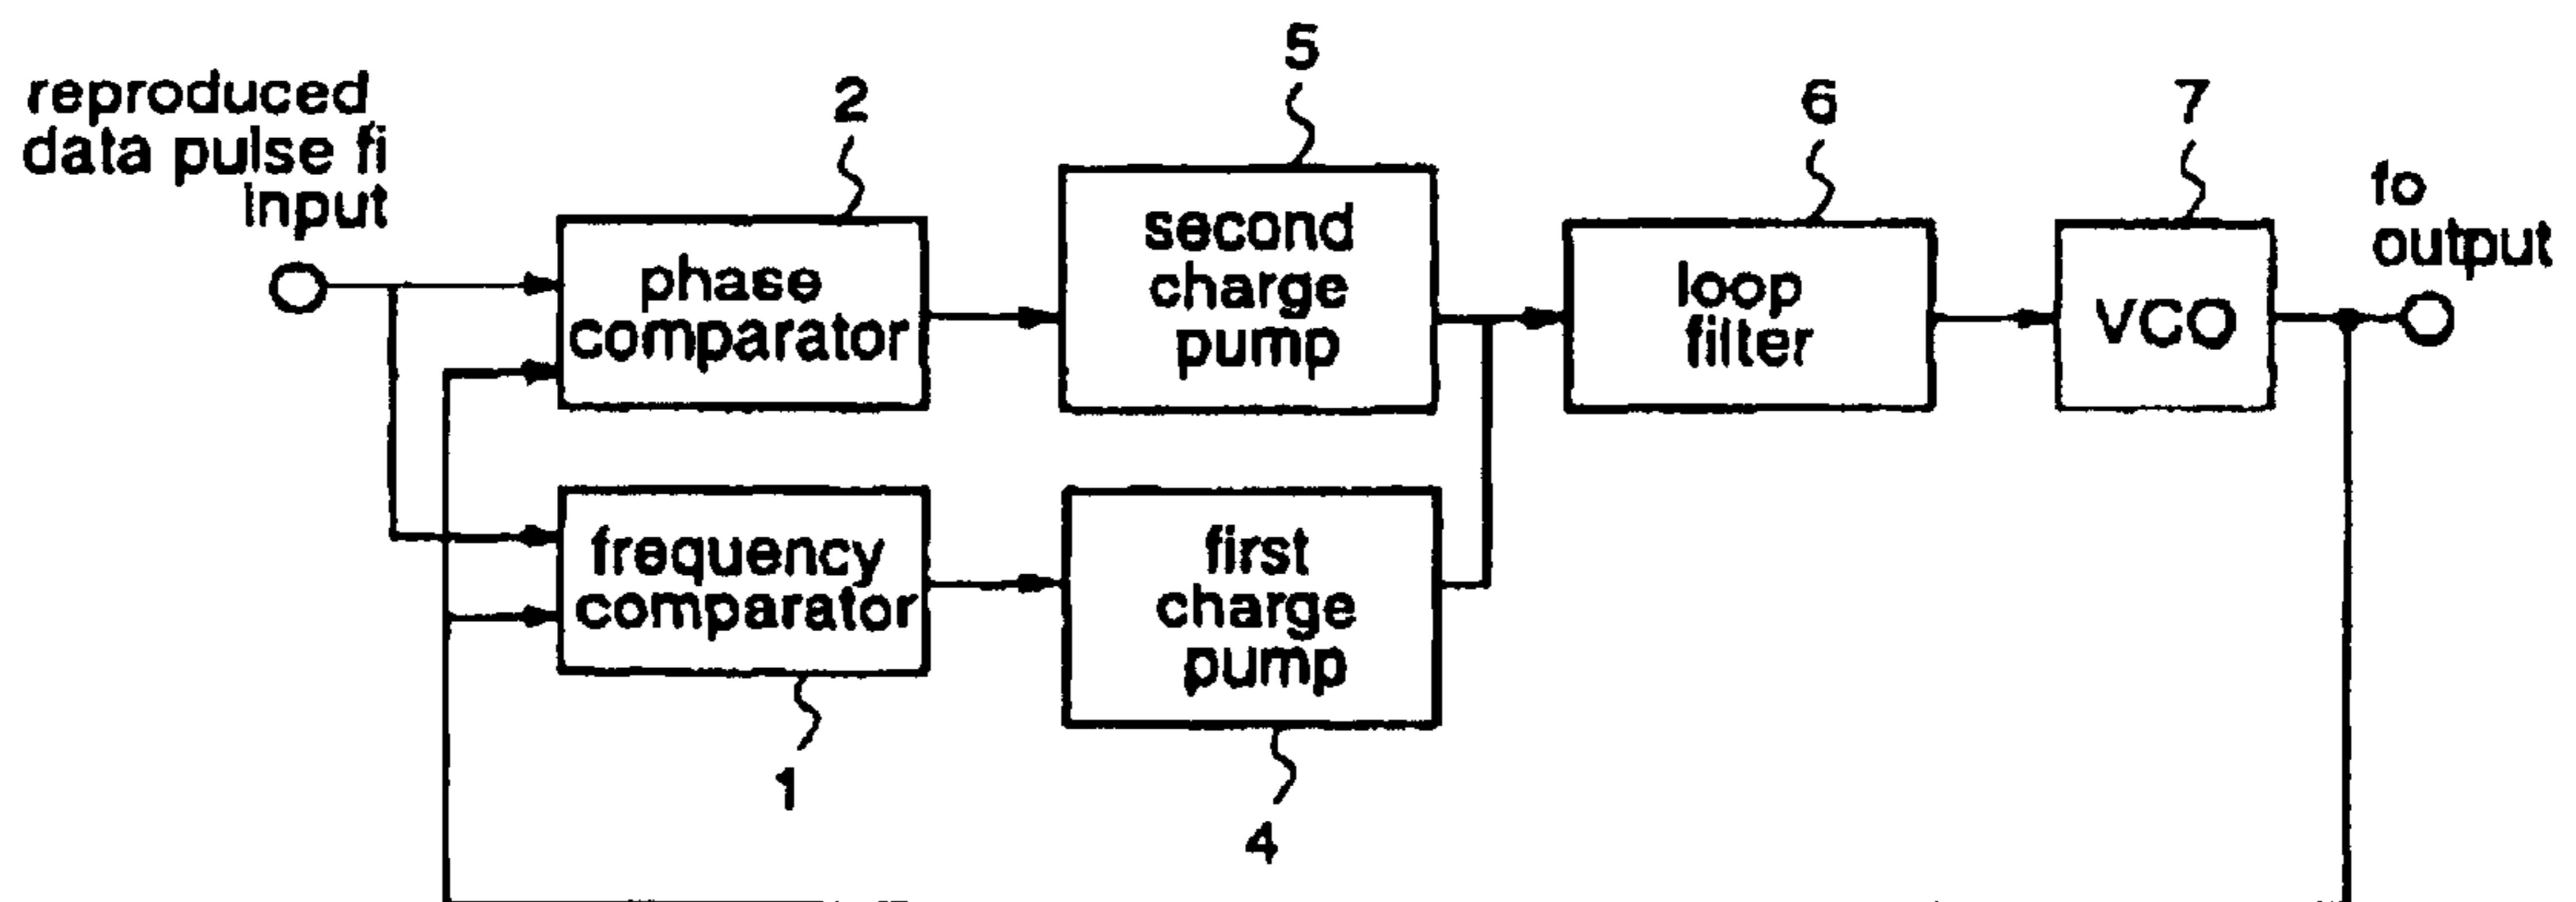 reproduced
data pulse fi
input
2
5
6
7
fo
output
phase
comparator
second
charge
pump
loop
filter
VCO
frequency
comparator
first
charge
pump
1
4